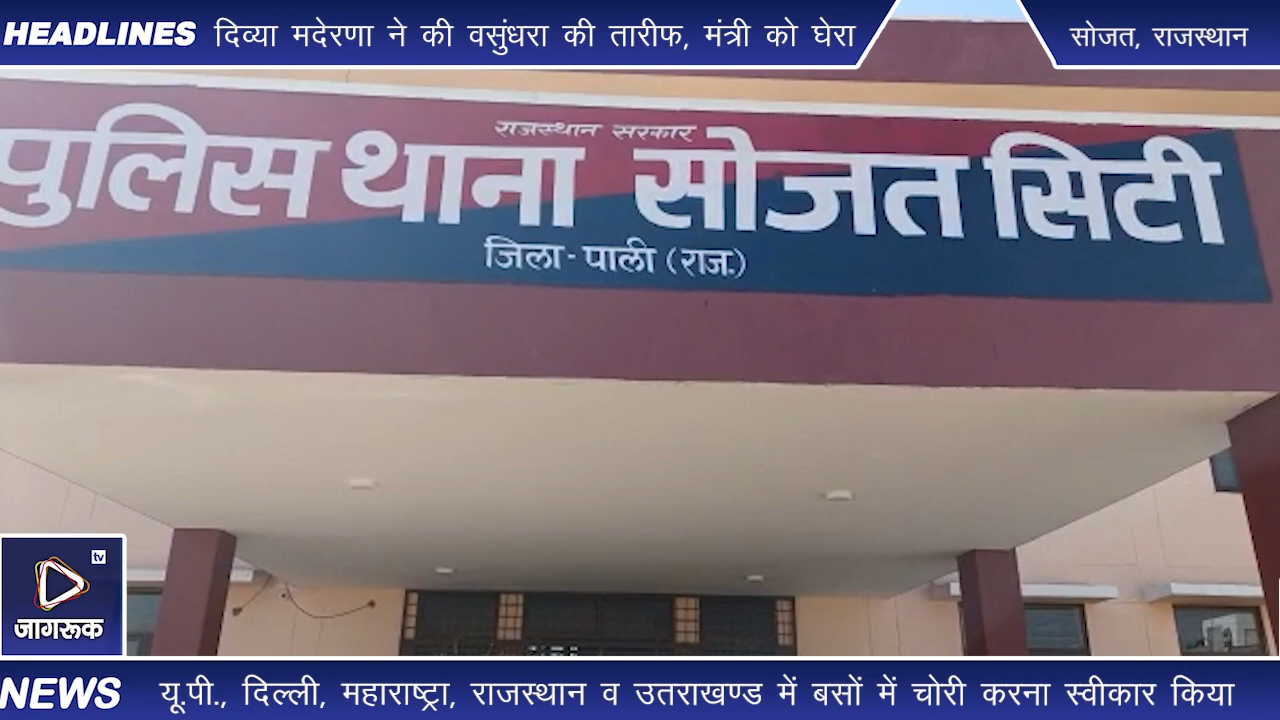 HEADLINES दिव्या मदेरणा ने की वसुंधरा की तारीफ, मंत्री को घेरा
सोजत, राजस्थान
राजस्थान सरकार
पुलिस थाना सोजत सिटी
जिला - पाली (राज.)
tv
जागरूक
NEWS यू.पी., दिल्ली, महाराष्ट्रा, राजस्थान व उतराखण्ड में बसों में चोरी करना स्वीकार किया